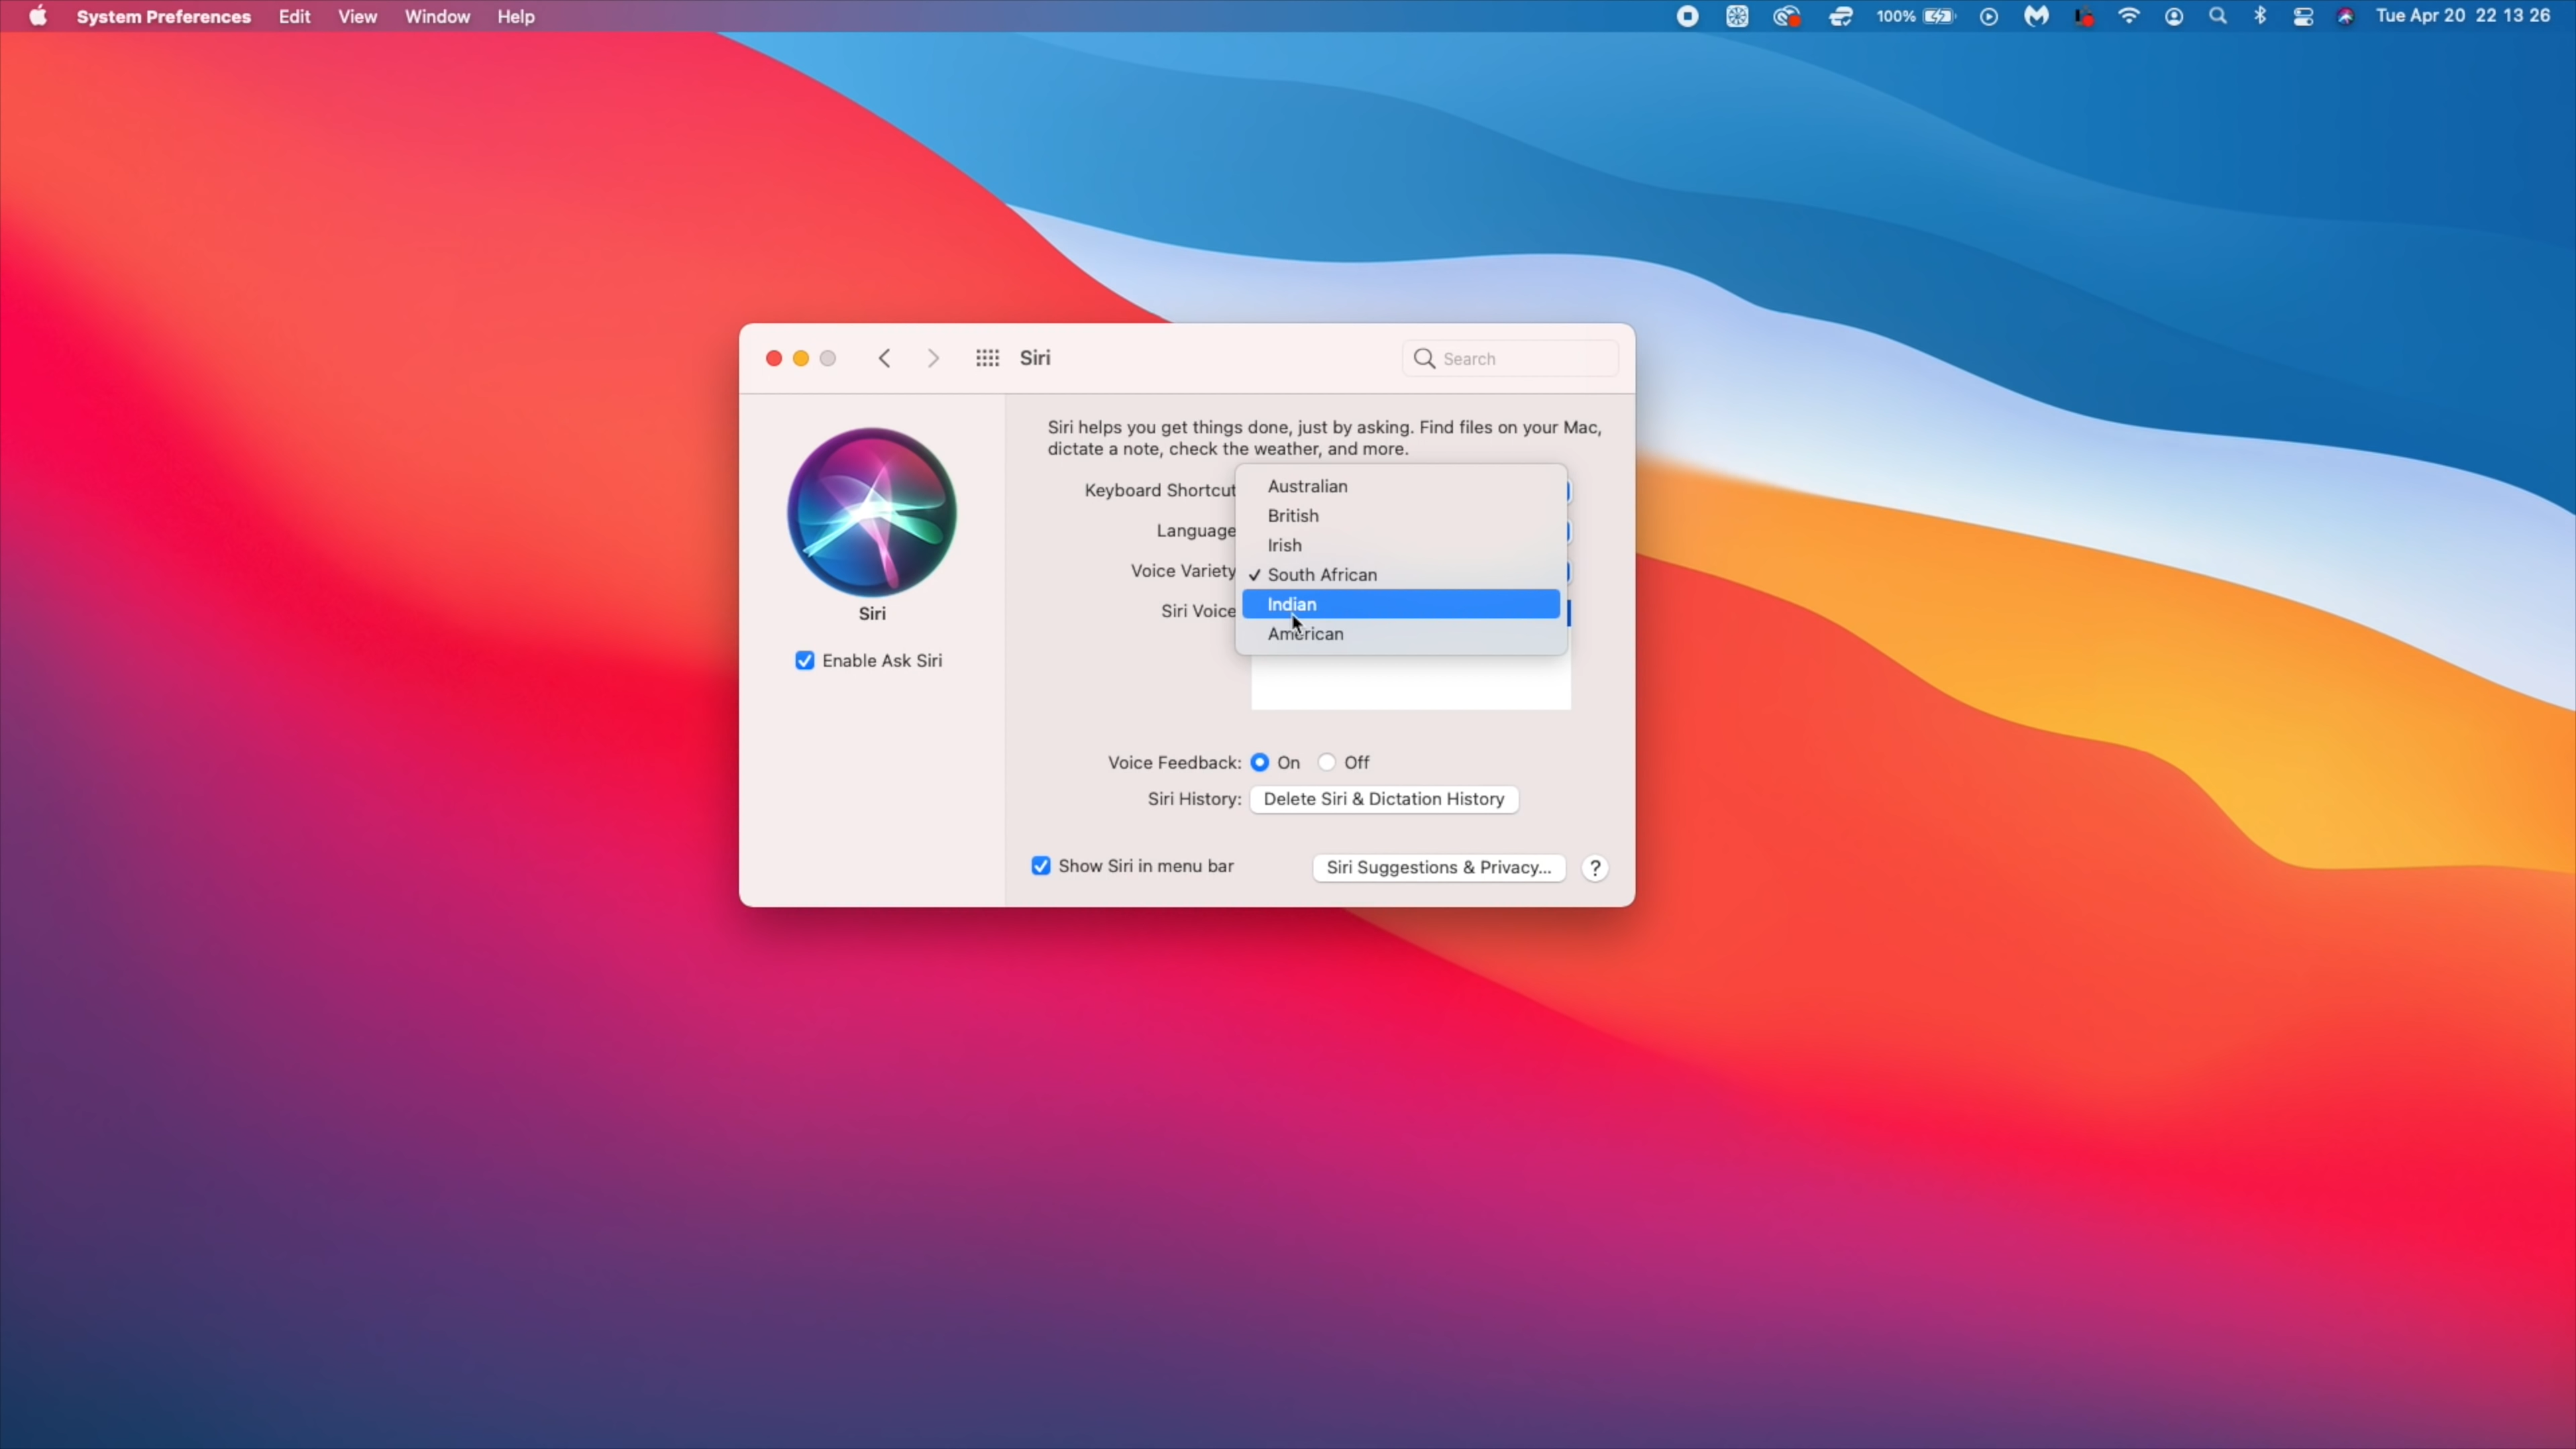 System Preferences Edit View Window Help 100% Tue Apr 20 22 13 26
Siri Search
Siri helps you get things done, just by asking. Find files on your Mac,
dictate a note, check the weather, and more.
Keyboard Shortcut
Language
Voice Variety
Siri Voice
Australian
British
Irish
✓ South African
Indian
American
Siri
Enable Ask Siri
Voice Feedback: On Off
Siri History: Delete Siri & Dictation History
Show Siri in menu bar Siri Suggestions & Privacy... ?